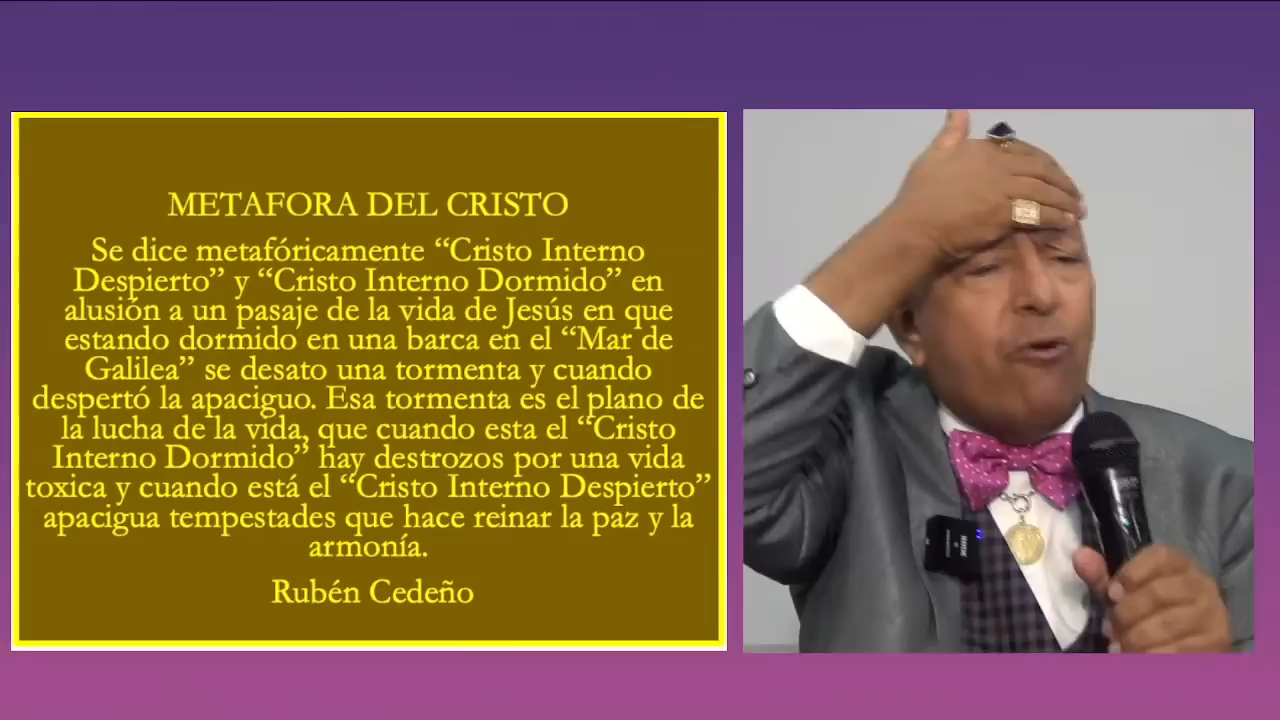 METAFORA DEL CRISTO
Se dice metafóricamente “Cristo Interno
Despierto” y “Cristo Interno Dormido” en
alusión a un pasaje de la vida de Jesús en que
estando dormido en una barca en el “Mar de
Galilea” se desato una tormenta y cuando
despertó la apaciguo. Esa tormenta es el plano de
la lucha de la vida, que cuando esta el “Cristo
Interno Dormido” hay destrozos por una vida
toxica y cuando está el “Cristo Interno Despierto”
apacigua tempestades que hace reinar la paz y la
armonía.
Rubén Cedeño